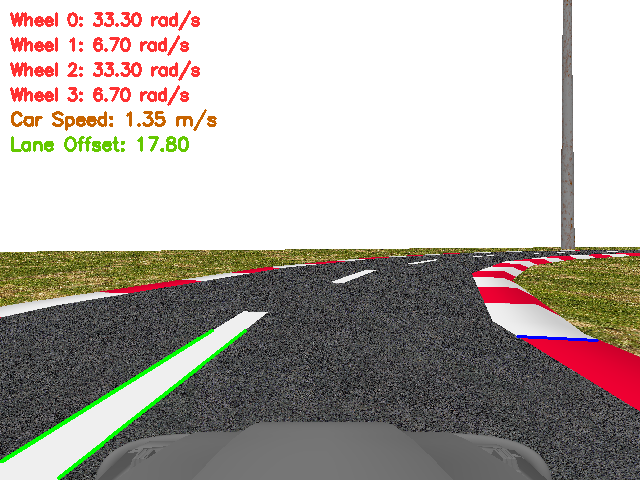 Wheel 0: 33.30 rad/s
Wheel 1: 6.70 rad/s
Wheel 2: 33.30 rad/s
Wheel 3: 6.70 rad/s
Car Speed: 1.35 m/s
Lane Offset: 17.80